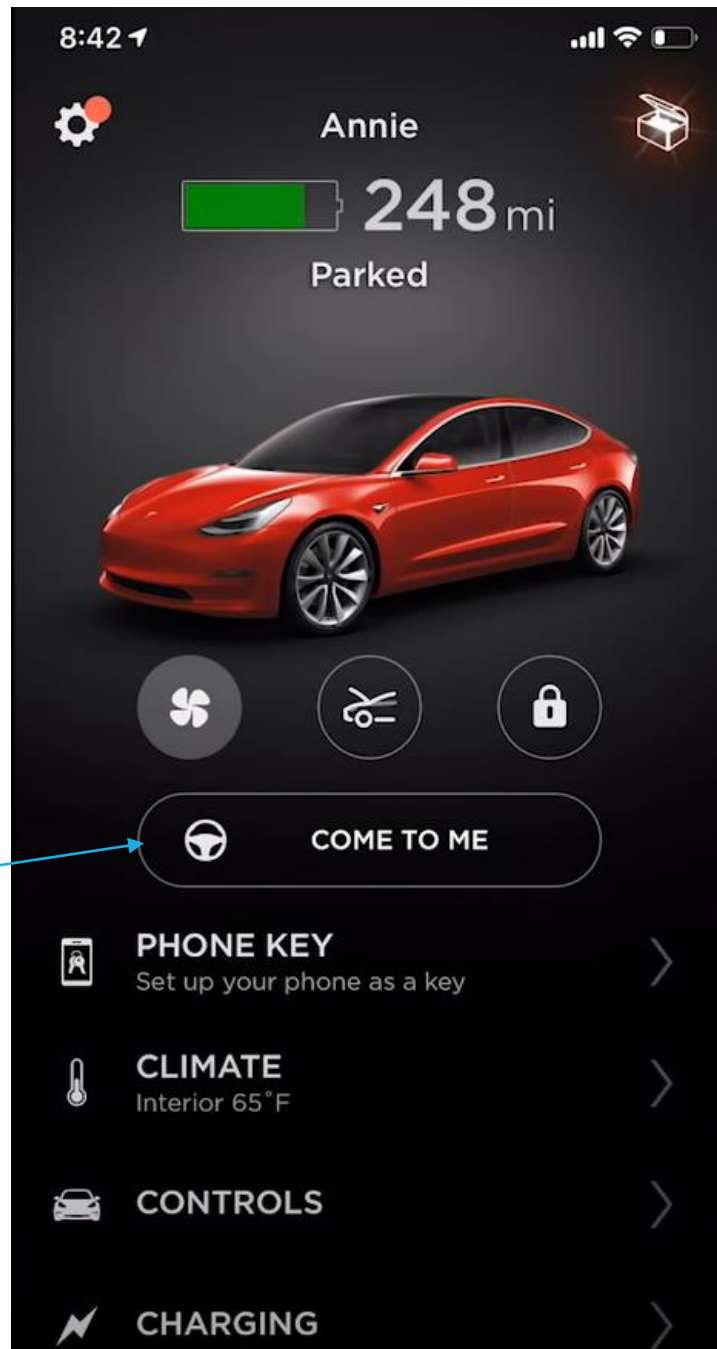 8:42
Annie
248 mi
Parked
COME TO ME
PHONE KEY
Set up your phone as a key
CLIMATE
Interior 65°F
CONTROLS
CHARGING